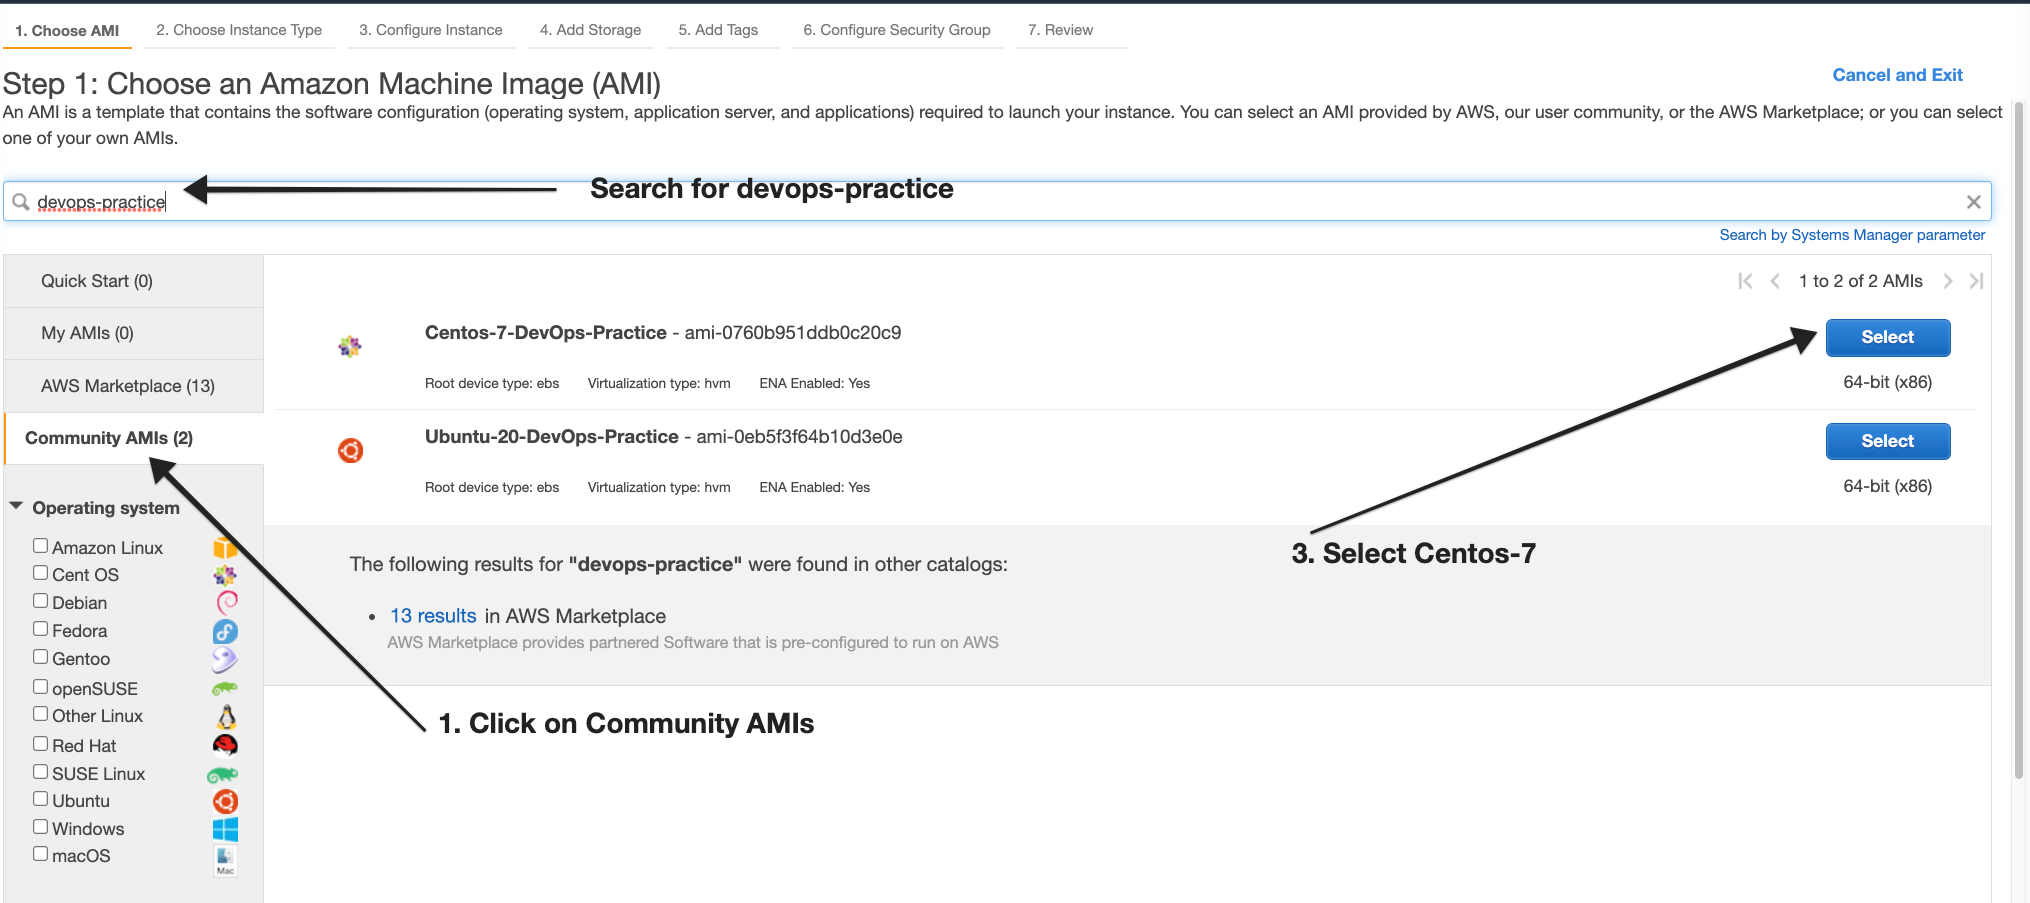 1. Choose AMI 2. Choose Instance Type 3. Configure Instance 4. Add Storage 5. Add Tags 6. Configure Security Group 7. Review
Step 1: Choose an Amazon Machine Image (AMI)
Cancel and Exit
An AMI is a template that contains the software configuration (operating system, application server, and applications) required to launch your instance. You can select an AMI provided by AWS, our user community, or the AWS Marketplace; or you can select
one of your own AMIs.
devops-practice
Search for devops-practice
Search by Systems Manager parameter
Quick Start (0)
My AMIs (0)
AWS Marketplace (13)
Community AMIs (2)
Operating system
Amazon Linux
Cent OS
Debian
Fedora
Gentoo
openSUSE
Other Linux
Red Hat
SUSE Linux
Ubuntu
Windows
macOS
Mac
1 to 2 of 2 AMIs
Centos-7-DevOps-Practice - ami-0760b951ddb0c20c9
Select
Root device type: ebs Virtualization type: hvm ENA Enabled: Yes
64-bit (x86)
Ubuntu-20-DevOps-Practice - ami-0eb5f3f64b10d3e0e
Select
Root device type: ebs Virtualization type: hvm ENA Enabled: Yes
64-bit (x86)
3. Select Centos-7
The following results for "devops-practice" were found in other catalogs:
• 13 results in AWS Marketplace
AWS Marketplace provides partnered Software that is pre-configured to run on AWS
1. Click on Community AMIs